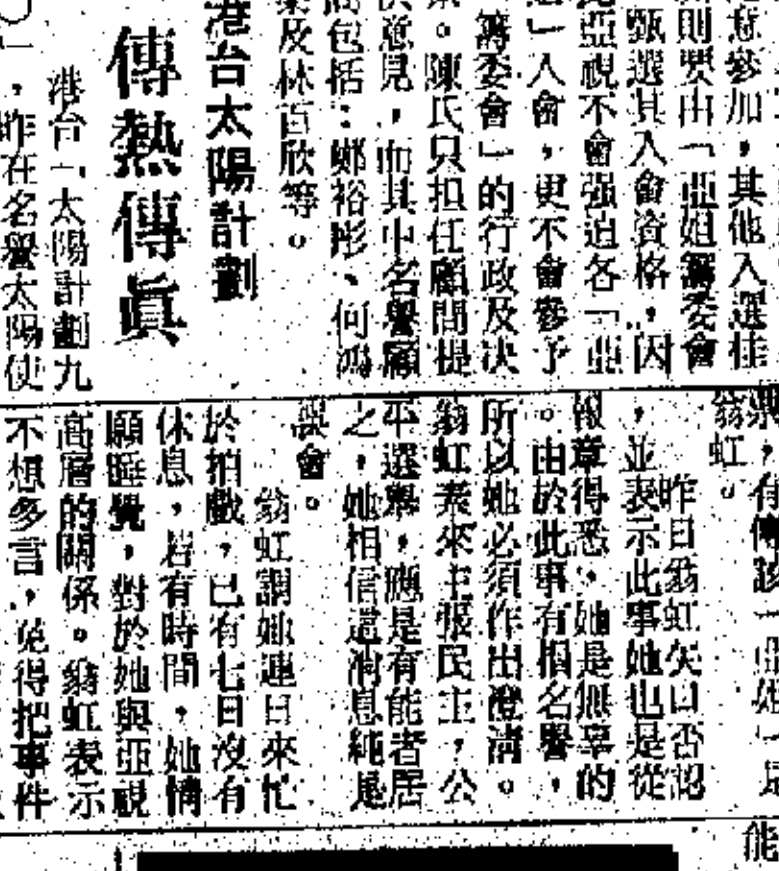 意參加，其他入選佳
則要由「亞姐籌委會
甄選其入會資格，因
此亞視不會强迫各「亞
」入會，更不會參予
籌委會」的行政及決
。陳氏只担任顧問提
供意見，而其中名譽顧
問包括：鄭裕彤、何鴻
燊及林百欣等。
港台太陽計劃
傳熱傳眞
港台「太陽計劃九
〇」，昨在名譽太陽使
，有傳該「亞姐」是
翁虹。
昨日翁虹矢口否認
，並表示此事她也是從
報章得悉，她是無辜的
。由於此事有損名譽，
所以她必須作出澄清。
翁虹素來主張民主，公
平選舉，應是有能者居
之，她相信這消息純屬
誤會。
翁虹謂她連日來忙
於拍戲，已有七日沒有
休息，若有時間，她情
願睡覺，對於她與亞視
高層的關係。翁虹表示
不想多言，免得把事件
能